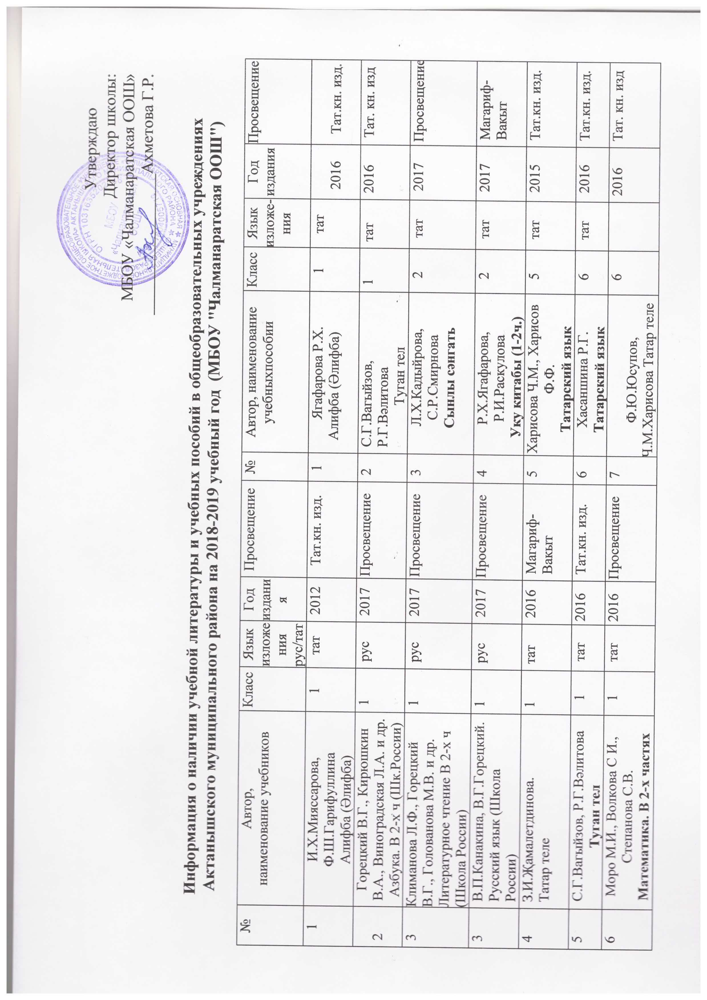 Утверждаю
Директор школы:
МБОУ «Чалманаратская ООШ»
Ахметова Г.Р.
Информация о наличии учебной литературы и учебных пособий в общеобразовательных учреждениях
Актанышского муниципального района на 2018-2019 учебный год (МБОУ "Чалманаратская ООШ")
№ Автор, Класс Язык Год Просвещение № Автор, наименование Класс Язык Год Просвещение
наименование учебников изложе издани учебныхпособии изложе- издания
ния я ния
рус/тат
1 И.Х.Мияссарова, 1 тат 2012 Тат.кн. изд. 1 Ягафарова Р.Х. 1 тат 2016 Тат.кн. изд.
Ф.Ш.Гарифуллина Алифба (Әлифба)
Алифба (Әлифба)
2 Горецкий В.Г., Кирюшкин 1 рус 2017 Просвещение 2 С.Г.Вагыйзов, 1 тат 2016 Тат. кн. изд
В.А., Виноградская Л.А. и др. Р.Г.Вәлитова
Азбука. В 2-х ч (Шк.России) Туган тел
3 Климанова Л.Ф., Горецкий 1 рус 2017 Просвещение 3 Л.Х.Кадыйрова, 2 тат 2017 Просвещение
В.Г., Голованова М.В. и др. С.Р.Смирнова
Литературное чтение В 2-х ч Сынлы сәнгать
(Школа России)
3 В.П.Канакина, В.Г.Горецкий. 1 рус 2017 Просвещение 4 Р.Х.Ягафарова, 2 тат 2017 Магариф-
Русский язык (Школа Р.И.Раскулова Вакыт
России) Уку китабы (1-2ч.)
4 З.И.Җамалетдинова. 1 тат 2016 Магариф- 5 Харисова Ч.М., Харисов 5 тат 2015 Тат.кн. изд.
Татар теле Вакыт Ф.Ф.
Татарский язык
5 С.Г.Вагыйзов, Р.Г.Вәлитова 1 тат 2016 Тат.кн. изд. 6 Хасаншина Р.Г. 6 тат 2016 Тат.кн. изд.
Туган тел Татарский язык
6 Моро М.И., Волкова С И., 1 тат 2016 Просвещение 7 Ф.Ю.Юсупов, 6 2016 Тат. кн. изд
Степанова С.В. Ч.М.Харисова Татар теле
Математика. В 2-х частях